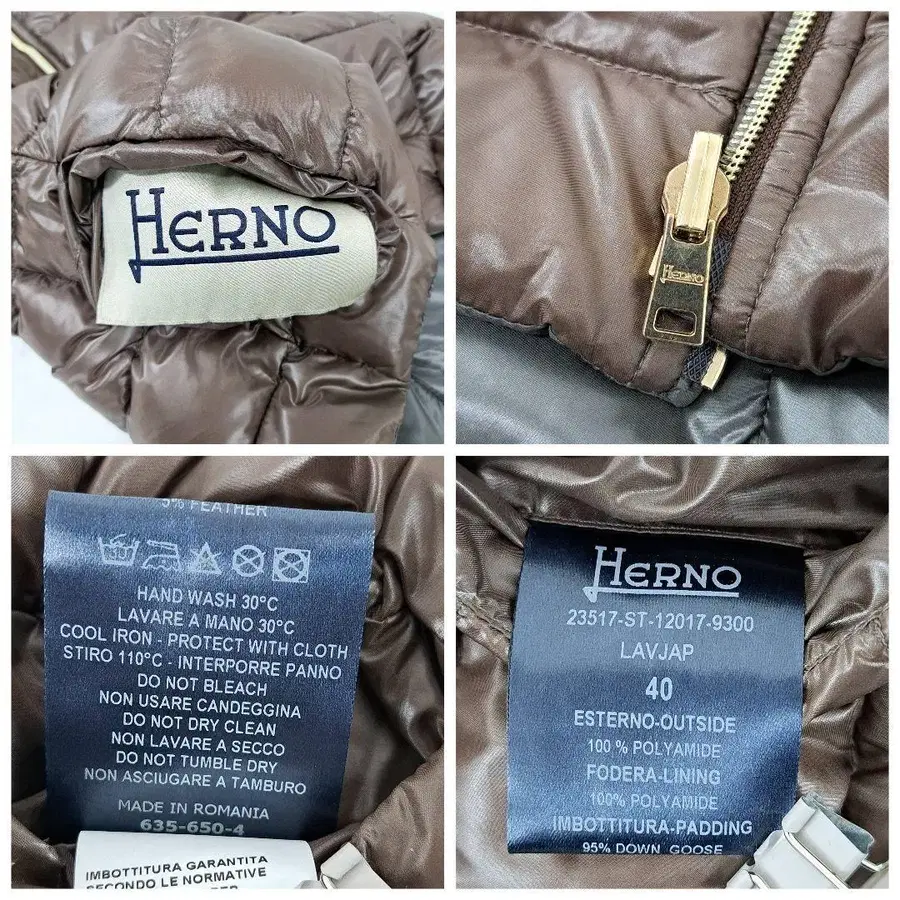 HERNO
HERNO
5% FEATHER
HAND WASH 30°C
LAVARE A MANO 30°C
COOL IRON - PROTECT WITH CLOTH
STIRO 110°C - INTERPORRE PANNO
DO NOT BLEACH
NON USARE CANDEGGINA
DO NOT DRY CLEAN
NON LAVARE A SECCO
DO NOT TUMBLE DRY
NON ASCIUGARE A TAMBURO
MADE IN ROMANIA
635-650-4
IMBOTTITURA GARANTITA
SECONDO LE NORMATIVE
PER
HERNO
23517-ST-12017-9300
LAVJAP
40
ESTERNO-OUTSIDE
100 % POLYAMIDE
FODERA-LINING
100% POLYAMIDE
IMBOTTITURA-PADDING
95% DOWN GOOSE